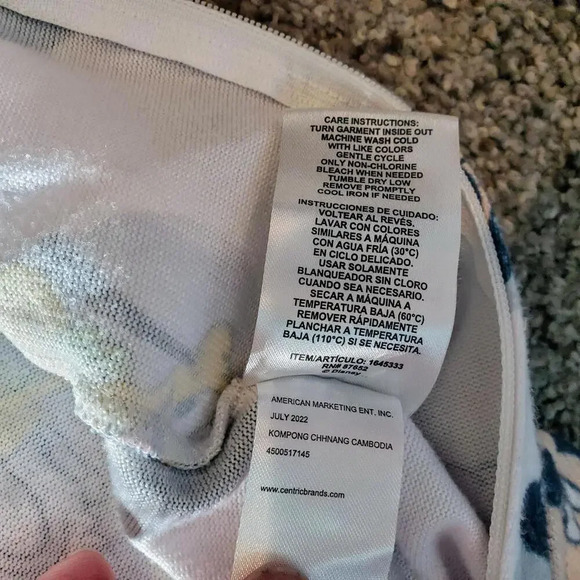 CARE INSTRUCTIONS:
TURN GARMENT INSIDE OUT
MACHINE WASH COLD
WITH LIKE COLORS
GENTLE CYCLE
ONLY NON-CHLORINE
BLEACH WHEN NEEDED
TUMBLE DRY LOW
REMOVE PROMPTLY
COOL IRON IF NEEDED
INSTRUCCIONES DE CUIDADO:
VOLTEAR AL REVÉS.
LAVAR CON COLORES
SIMILARES A MÁQUINA
CON AGUA FRÍA (30°C)
EN CICLO DELICADO.
USAR SOLAMENTE
BLANQUEADOR SIN CLORO
CUANDO SEA NECESARIO.
SECAR A MÁQUINA A
TEMPERATURA BAJA (60°C)
REMOVER RÁPIDAMENTE
PLANCHAR A TEMPERATURA
BAJA (110°C) SI SE NECESITA.
ITEM/ARTÍCULO: 1645333
RN# 87652
© Disney
AMERICAN MARKETING ENT. INC.
JULY 2022
KOMPONG CHHNANG CAMBODIA
4500517145
www.centricbrands.com